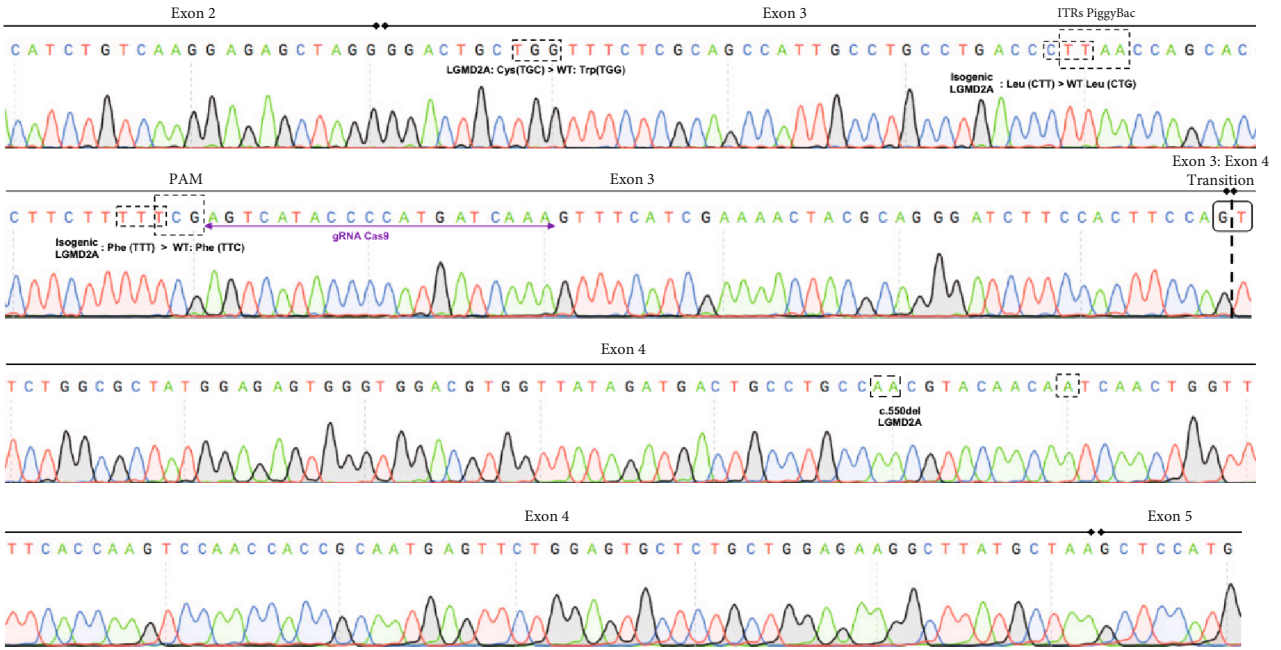 Exon 2
Exon 3
ITRs PiggyBac
CATCTGTCAAGGAGAGCTAGGGGACTGCTGGTTTCTCGCAGCCATTGCCTGCCTGACCCTTAACCAGCAC
LGMD2A: Cys(TGC) > WT: Trp(TGG)
Isogenic LGMD2A : Leu (CTT) > WT Leu (CTG)
PAM
Exon 3
Exon 3: Exon 4
Transition
CTTCTTTTTCGAGTCATACCCCATGATCAAAGTTTCATCGAAAACTACGCAGGGATCTTCCACTTCCAGT
gRNA Cas9
Isogenic LGMD2A : Phe (TTT) > WT: Phe (TTC)
Exon 4
TCTGGCGCTATGGAGAGTGGGTGGACGTGGTTATAGATGACTGCCTGCCAACGTACAACAATCAACTGGTT
c.550del
LGMD2A
Exon 4
Exon 5
TTCACCAAGTCCAACCACCGCAATGAGTTCTGGAGTGCTCTGCTGGAGAAGGCTTATGCTAAGCTCCATG